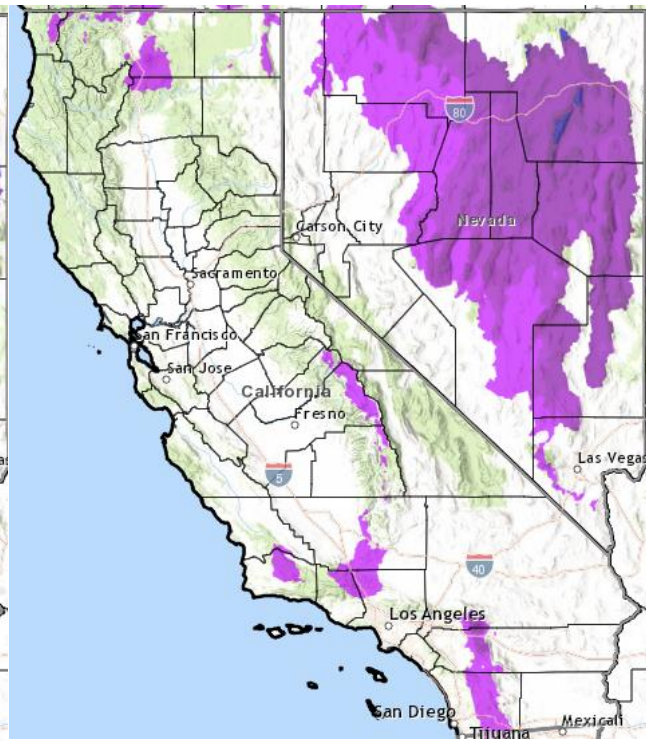 80
Nevada
Carson City
Sacramento
San Francisco
San Jose
California
Fresno
5
as
Las Vegas
40
Los Angeles
San Diego
Tijuana
Mexicali